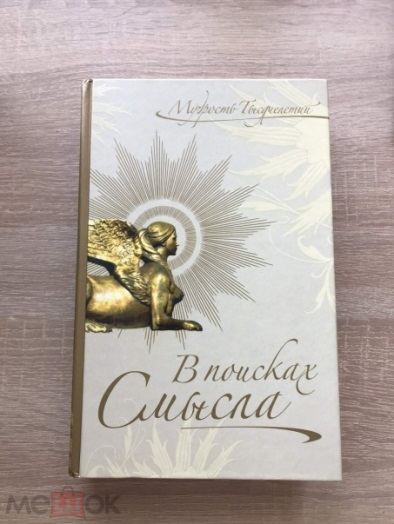 Мудрость Тысячелетий
В поисках
Смысла
мешок